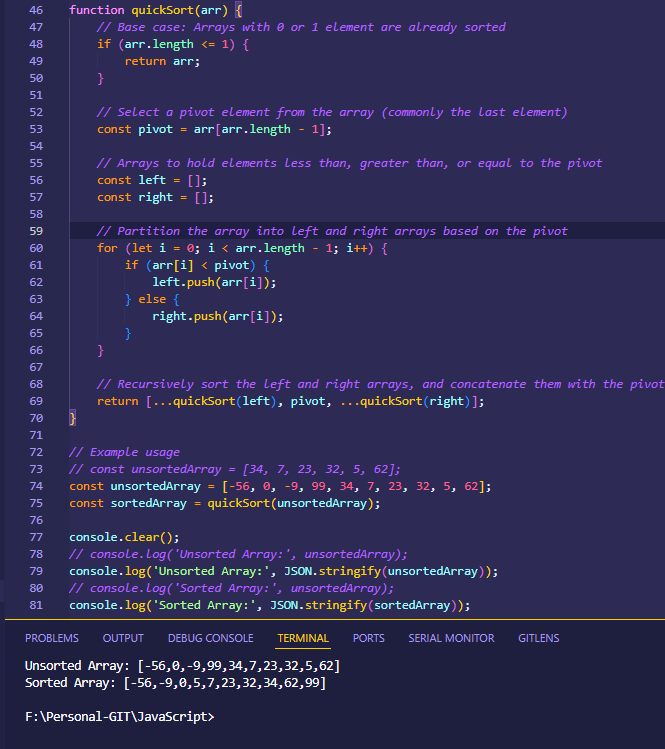 46 function quickSort(arr) {
47 // Base case: Arrays with 0 or 1 element are already sorted
48 if (arr.length <= 1) {
49 return arr;
50 }
51
52 // Select a pivot element from the array (commonly the last element)
53 const pivot = arr[arr.length - 1];
54
55 // Arrays to hold elements less than, greater than, or equal to the pivot
56 const left = [];
57 const right = [];
58
59 // Partition the array into left and right arrays based on the pivot
60 for (let i = 0; i < arr.length - 1; i++) {
61 if (arr[i] < pivot) {
62 left.push(arr[i]);
63 } else {
64 right.push(arr[i]);
65 }
66 }
67
68 // Recursively sort the left and right arrays, and concatenate them with the pivot
69 return [...quickSort(left), pivot, ...quickSort(right)];
70 }
71
72 // Example usage
73 // const unsortedArray = [34, 7, 23, 32, 5, 62];
74 const unsortedArray = [-56, 0, -9, 99, 34, 7, 23, 32, 5, 62];
75 const sortedArray = quickSort(unsortedArray);
76
77 console.clear();
78 // console.log('Unsorted Array:', unsortedArray);
79 console.log('Unsorted Array:', JSON.stringify(unsortedArray));
80 // console.log('Sorted Array:', unsortedArray);
81 console.log('Sorted Array:', JSON.stringify(sortedArray));
PROBLEMS OUTPUT DEBUG CONSOLE TERMINAL PORTS SERIAL MONITOR GITLENS
Unsorted Array: [-56,0,-9,99,34,7,23,32,5,62]
Sorted Array: [-56,-9,0,5,7,23,32,34,62,99]
F:\Personal-GIT\JavaScript>